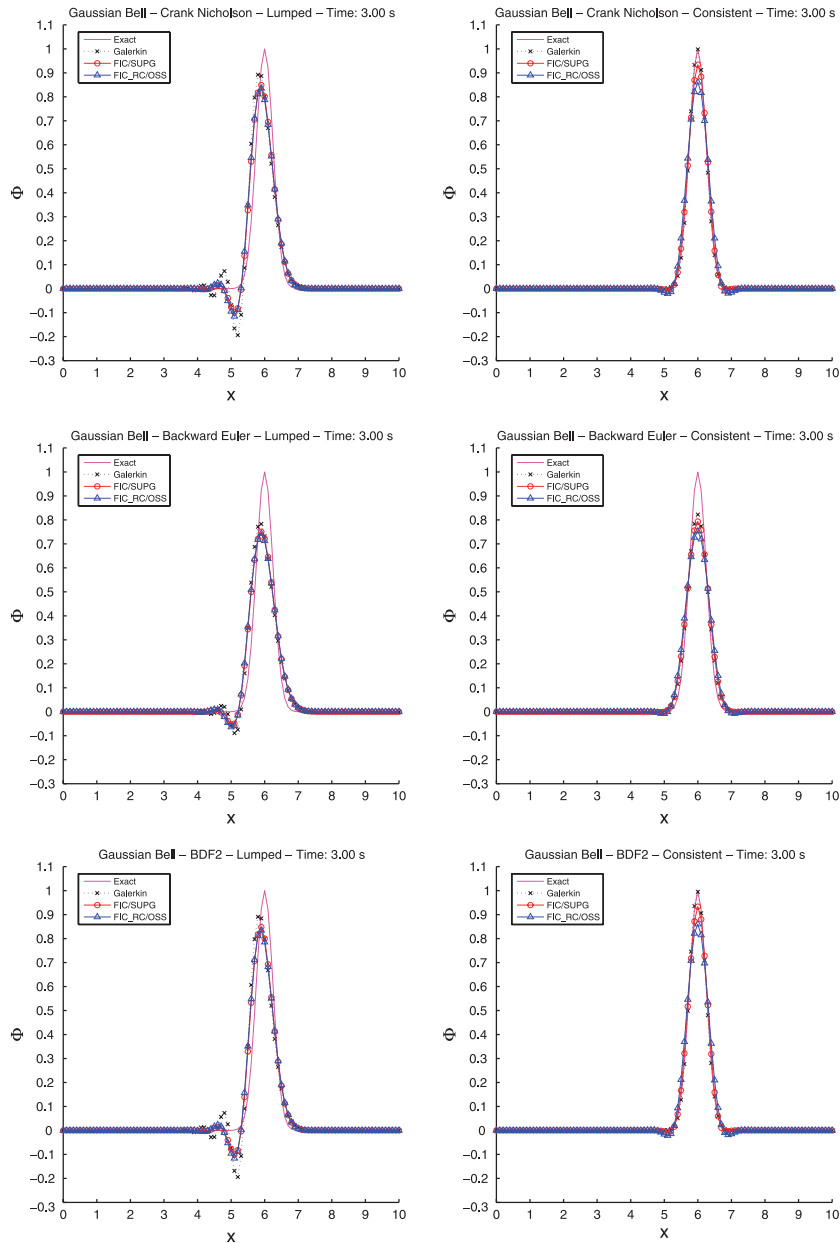 Gaussian Bell – Crank Nicholson – Lumped – Time: 3.00 s
1.1
1
0.9
0.8
0.7
0.6
0.5
0.4
0.3
0.2
0.1
0
−0.1
−0.2
−0.3
Φ
Exact
Galerkin
FIC/SUPG
FIC_RC/OSS
0 1 2 3 4 5 6 7 8 9 10
X
Gaussian Bell – Crank Nicholson – Consistent – Time: 3.00 s
1.1
1
0.9
0.8
0.7
0.6
0.5
0.4
0.3
0.2
0.1
0
−0.1
−0.2
−0.3
Φ
Exact
Galerkin
FIC/SUPG
FIC_RC/OSS
0 1 2 3 4 5 6 7 8 9 10
X
Gaussian Bell – Backward Euler – Lumped – Time: 3.00 s
1.1
1
0.9
0.8
0.7
0.6
0.5
0.4
0.3
0.2
0.1
0
−0.1
−0.2
−0.3
Φ
Exact
Galerkin
FIC/SUPG
FIC_RC/OSS
0 1 2 3 4 5 6 7 8 9 10
X
Gaussian Bell – Backward Euler – Consistent – Time: 3.00 s
1.1
1
0.9
0.8
0.7
0.6
0.5
0.4
0.3
0.2
0.1
0
−0.1
−0.2
−0.3
Φ
Exact
Galerkin
FIC/SUPG
FIC_RC/OSS
0 1 2 3 4 5 6 7 8 9 10
X
Gaussian Bell – BDF2 – Lumped – Time: 3.00 s
1.1
1
0.9
0.8
0.7
0.6
0.5
0.4
0.3
0.2
0.1
0
−0.1
−0.2
−0.3
Φ
Exact
Galerkin
FIC/SUPG
FIC_RC/OSS
0 1 2 3 4 5 6 7 8 9 10
X
Gaussian Bell – BDF2 – Consistent – Time: 3.00 s
1.1
1
0.9
0.8
0.7
0.6
0.5
0.4
0.3
0.2
0.1
0
−0.1
−0.2
−0.3
Φ
Exact
Galerkin
FIC/SUPG
FIC_RC/OSS
0 1 2 3 4 5 6 7 8 9 10
X